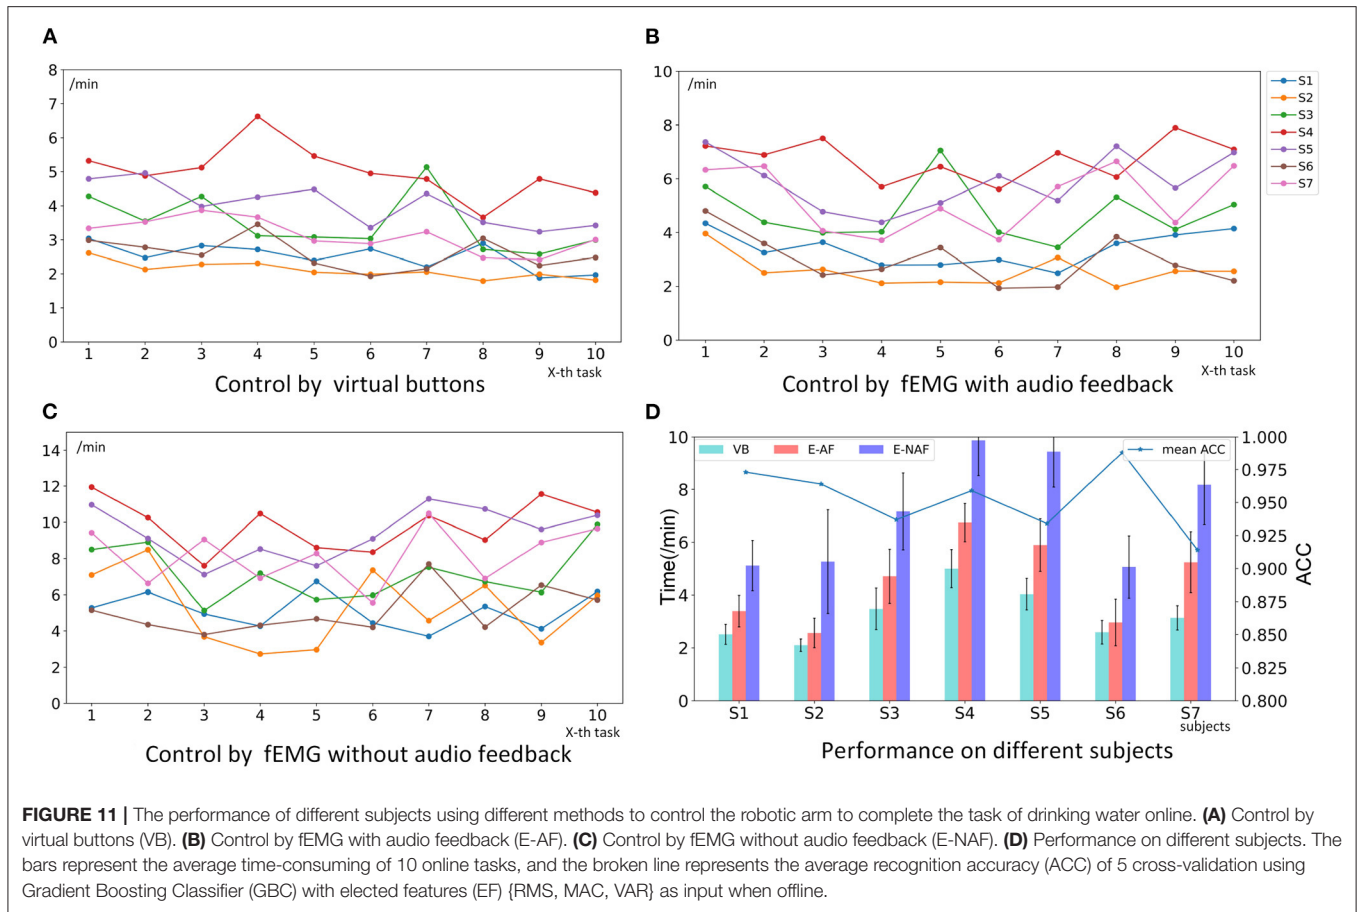 A
/min
8
7
6
5
4
3
2
1
0
1 2 3 4 5 6 7 8 9 10
X-th task
Control by virtual buttons
B
/min
10
8
6
4
2
0
1 2 3 4 5 6 7 8 9 10
X-th task
Control by fEMG with audio feedback
S1
S2
S3
S4
S5
S6
S7
C
/min
14
12
10
8
6
4
2
0
1 2 3 4 5 6 7 8 9 10
X-th task
Control by fEMG without audio feedback
D
VB E-AF E-NAF mean ACC
Time(/min)
10
8
6
4
2
0
1.000
0.975
0.950
0.925
0.900
0.875
0.850
0.825
0.800
ACC
S1 S2 S3 S4 S5 S6 S7
subjects
Performance on different subjects
FIGURE 11 | The performance of different subjects using different methods to control the robotic arm to complete the task of drinking water online. (A) Control by
virtual buttons (VB). (B) Control by fEMG with audio feedback (E-AF). (C) Control by fEMG without audio feedback (E-NAF). (D) Performance on different subjects. The
bars represent the average time-consuming of 10 online tasks, and the broken line represents the average recognition accuracy (ACC) of 5 cross-validation using
Gradient Boosting Classifier (GBC) with elected features (EF) {RMS, MAC, VAR} as input when offline.